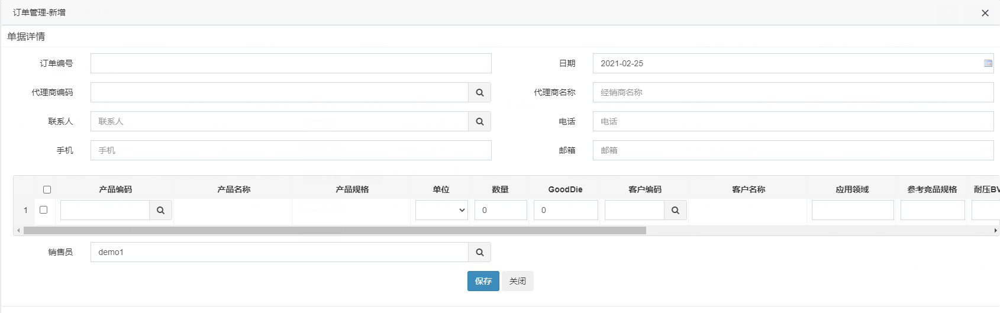 订单管理-新增
单据详情
订单编号 日期 2021-02-25
代理商编码 代理商名称 经销商名称
联系人 联系人 电话 电话
手机 手机 邮箱 邮箱
产品编码 产品名称 产品规格 单位 数量 GoodDie 客户编码 客户名称 应用领域 参考竞品规格 耐压BV
1 0 0
销售员 demo1
保存 关闭